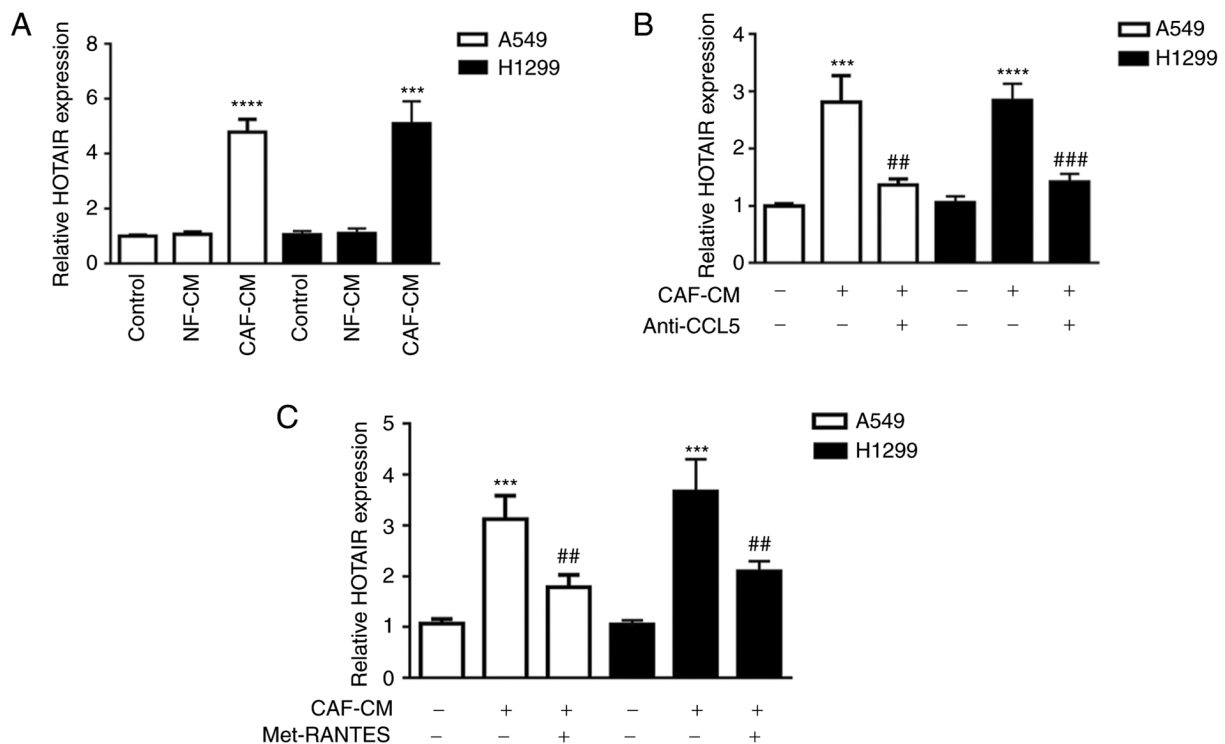 A
Relative HOTAIR expression
8
6
4
2
0
****
***
A549
H1299
Control
NF-CM
CAF-CM
Control
NF-CM
CAF-CM
B
Relative HOTAIR expression
4
3
2
1
0
***
##
****
###
A549
H1299
CAF-CM – + + – + +
Anti-CCL5 – – + – – +
C
Relative HOTAIR expression
5
4
3
2
1
0
***
##
***
##
A549
H1299
CAF-CM – + + – + +
Met-RANTES – – + – – +